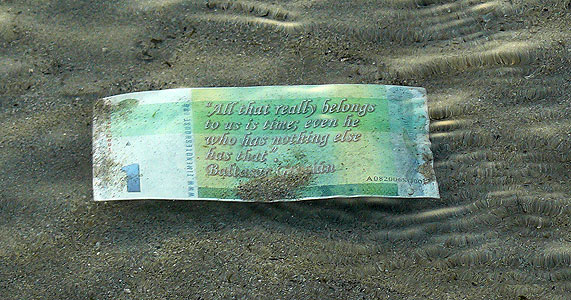 "All that really belongs
to us is time; even he
who has nothing else
has that"
Baltasar